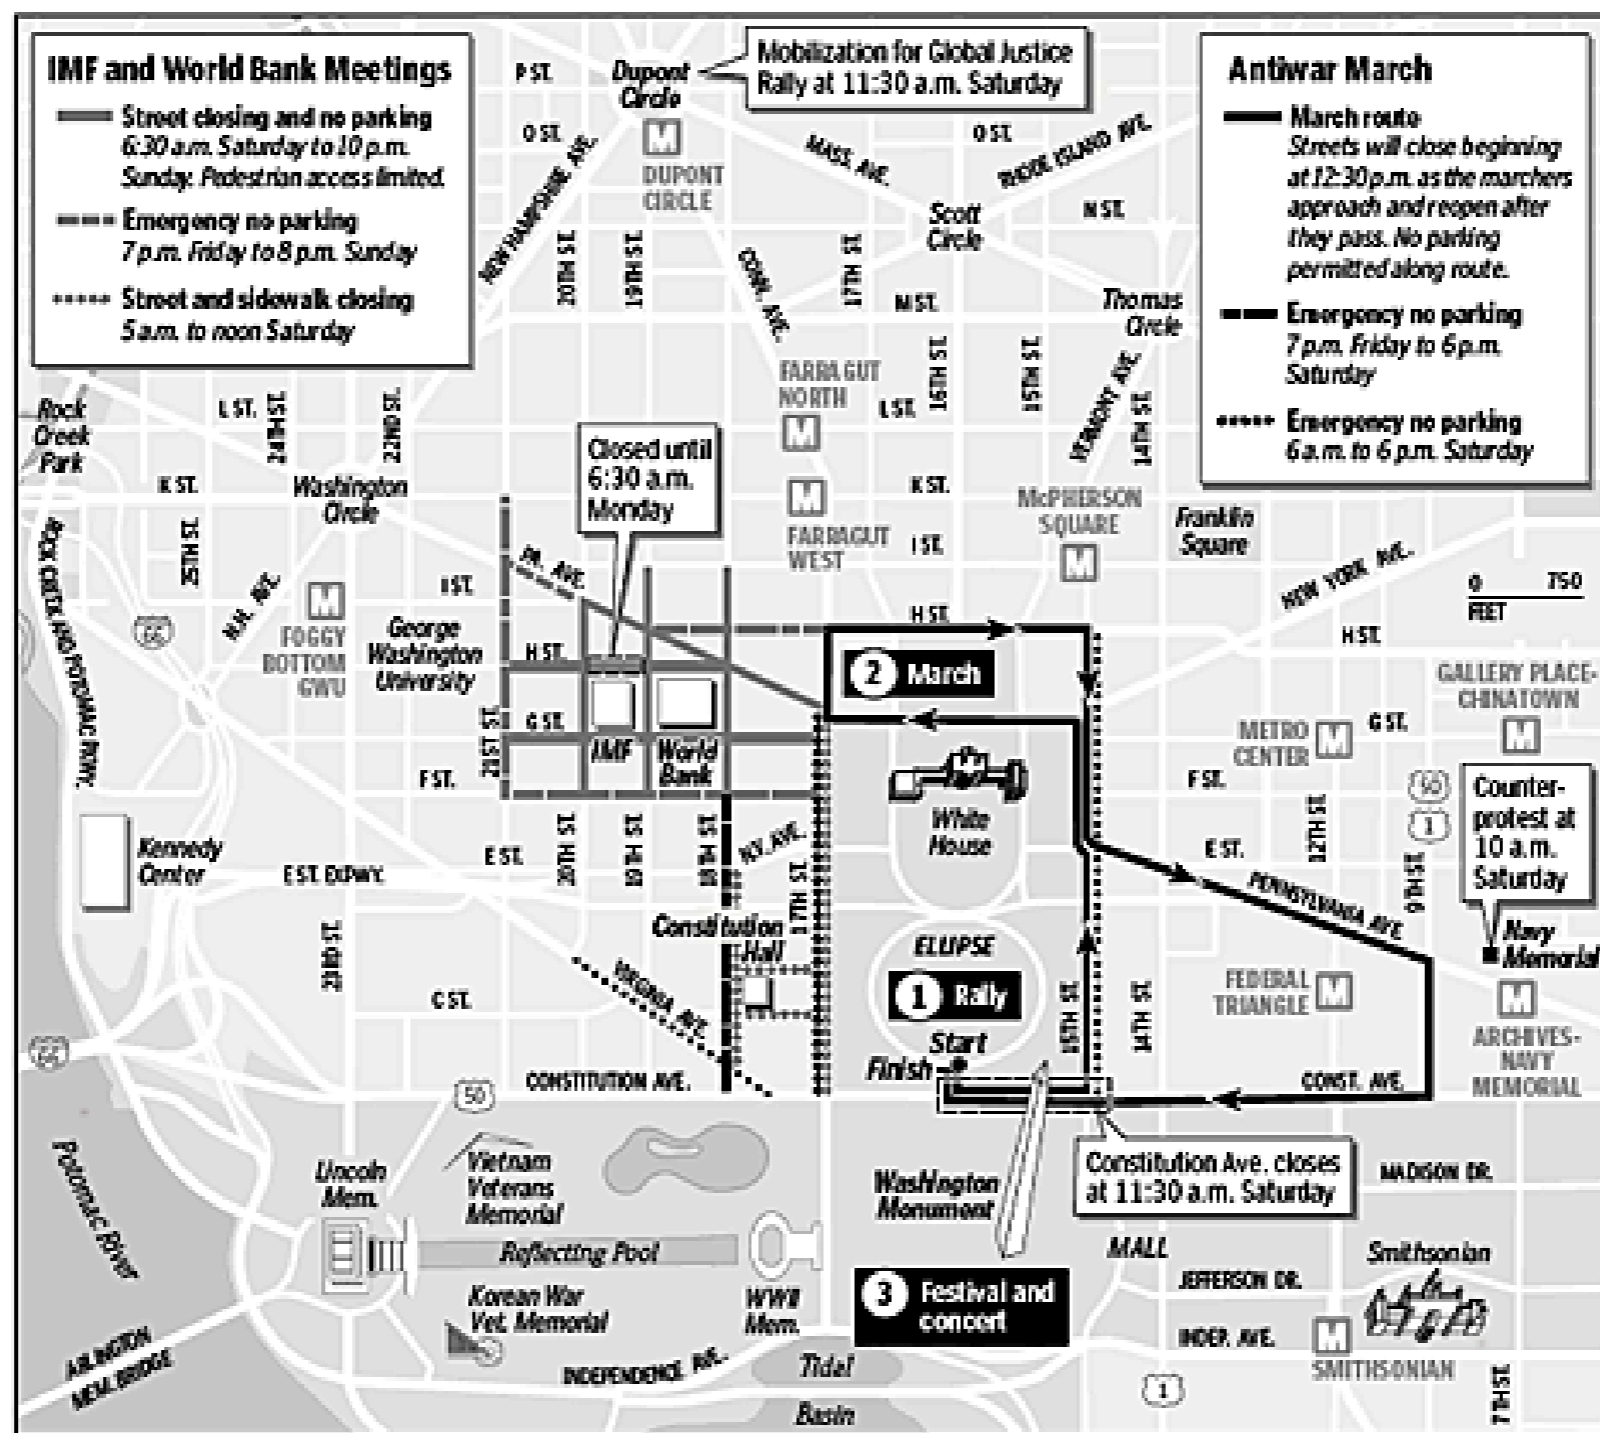 IMF and World Bank Meetings
Street closing and no parking
6:30 a.m. Saturday to 10 p.m.
Sunday. Pedestrian access limited.
Emergency no parking
7 p.m. Friday to 8 p.m. Sunday
Street and sidewalk closing
5 a.m. to noon Saturday
Mobilization for Global Justice
Rally at 11:30 a.m. Saturday
Antiwar March
March route
Streets will close beginning
at 12:30 p.m. as the marchers
approach and reopen after
they pass. No parking
permitted along route.
Emergency no parking
7 p.m. Friday to 6 p.m.
Saturday
Emergency no parking
6 a.m. to 6 p.m. Saturday
P ST.
Dupont
Circle
O ST.
M
DUPONT
CIRCLE
NEW HAMPSHIRE AVE.
MASS. AVE.
O ST.
RHODE ISLAND AVE.
N ST.
Scott
Circle
20TH ST.
19TH ST.
CONN. AVE.
17TH ST.
M ST.
Thomas
Circle
Rock
Creek
Park
L ST.
24TH ST.
22ND ST.
FARRAGUT
NORTH
M
L ST.
16TH ST.
15TH ST.
VERMONT AVE.
14TH ST.
Closed until
6:30 a.m.
Monday
K ST.
Washington
Circle
M
FARRAGUT
WEST
K ST.
I ST.
McPHERSON
SQUARE
M
Franklin
Square
ROCK CREEK AND POTOMAC PKWY.
25TH ST.
PA. AVE.
NEW YORK AVE.
0 750
FEET
66
N.H. AVE.
M
FOGGY
BOTTOM
GWU
I ST.
George
Washington
University
H ST.
H ST.
H ST.
2 March
GALLERY PLACE-
CHINATOWN
M
21ST ST.
G ST.
IMF
World
Bank
METRO
CENTER
M
G ST.
F ST.
F ST.
White
House
50
1
Counter-
protest at
10 a.m.
Saturday
Kennedy
Center
E ST. EXPWY.
E ST.
20TH ST.
19TH ST.
18TH ST.
N.Y. AVE.
17TH ST.
E ST.
12TH ST.
PENNSYLVANIA AVE.
9TH ST.
Navy
Memorial
23RD ST.
Constitution
Hall
VIRGINIA AVE.
C ST.
ELLIPSE
1 Rally
Start
Finish
15TH ST.
14TH ST.
FEDERAL
TRIANGLE
M
M
ARCHIVES-
NAVY
MEMORIAL
66
50
CONSTITUTION AVE.
CONST. AVE.
Constitution Ave. closes
at 11:30 a.m. Saturday
MADISON DR.
Potomac River
Lincoln
Mem.
Vietnam
Veterans
Memorial
Washington
Monument
Reflecting Pool
MALL
Smithsonian
JEFFERSON DR.
3 Festival and
concert
Korean War
Vet. Memorial
WWII
Mem.
INDEP. AVE.
M
SMITHSONIAN
ARLINGTON
MEM. BRIDGE
INDEPENDENCE AVE.
Tidal
Basin
1
7TH ST.